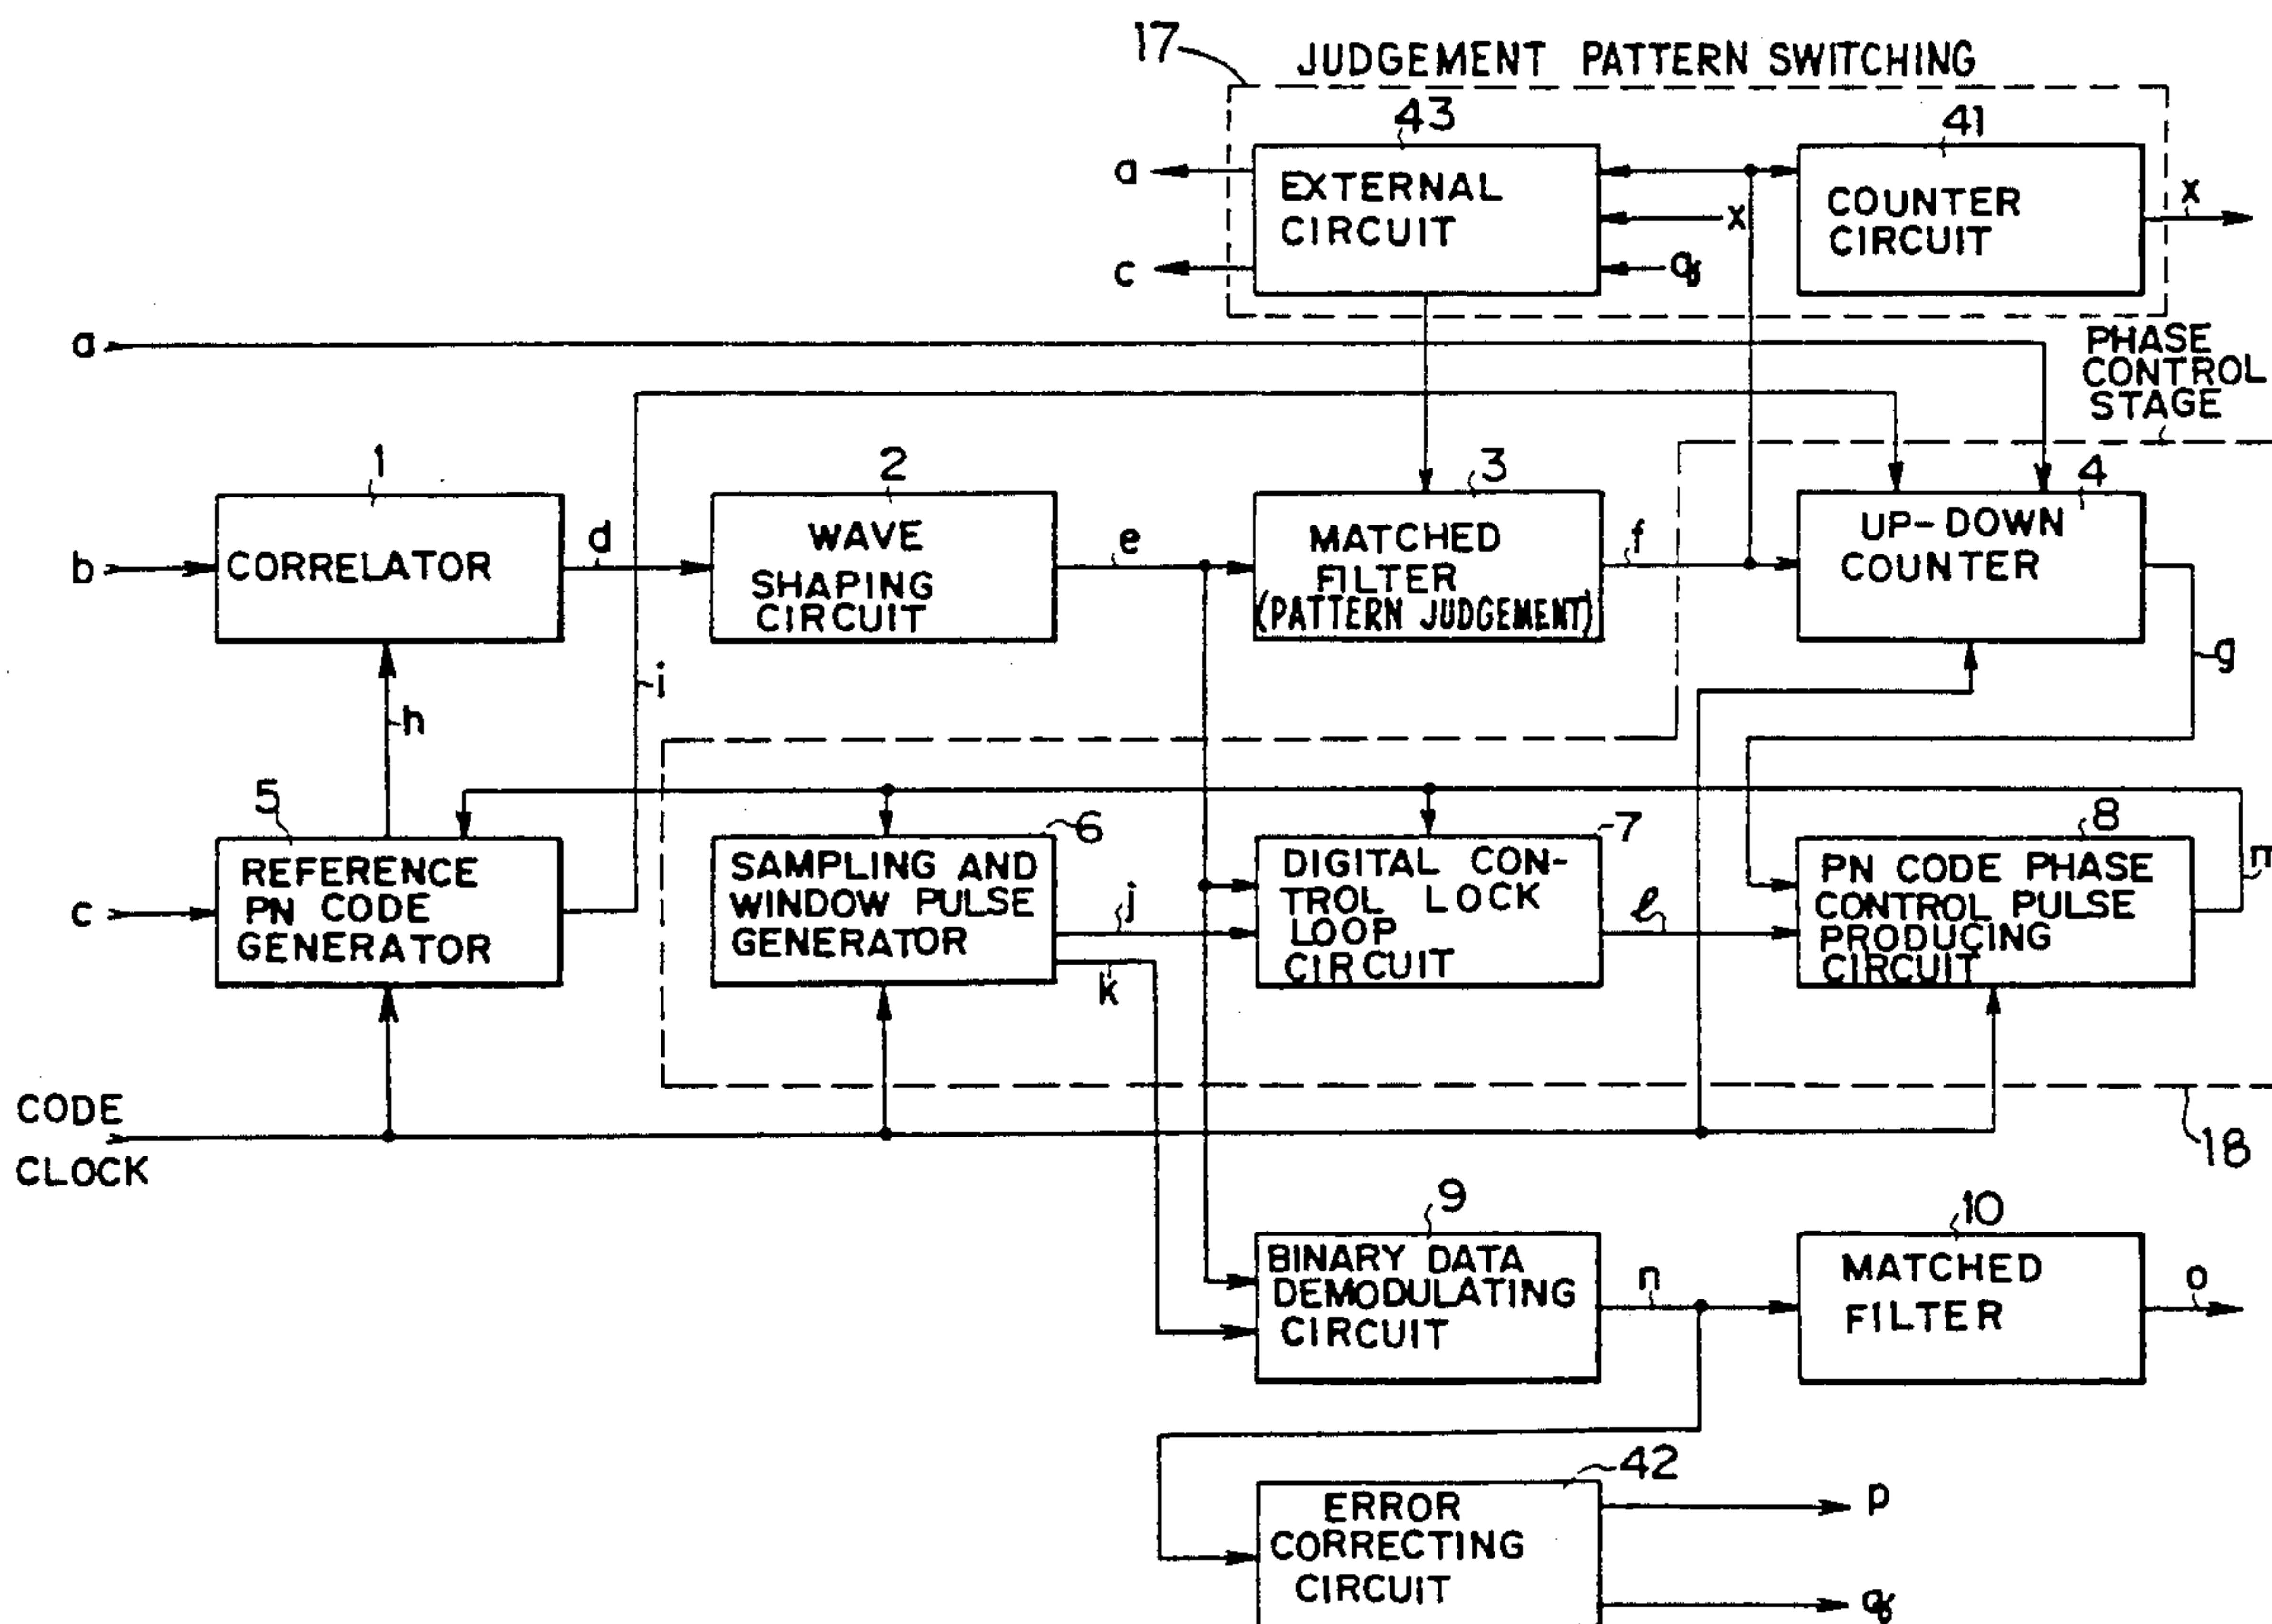 17
JUDGEMENT PATTERN SWITCHING
43
41
a
EXTERNAL
CIRCUIT
x
COUNTER
CIRCUIT
x
c
q
a
PHASE
CONTROL
STAGE
1
2
3
4
b
CORRELATOR
d
WAVE
SHAPING
CIRCUIT
e
MATCHED
FILTER
(PATTERN JUDGEMENT)
f
UP-DOWN
COUNTER
g
h
i
5
6
7
8
c
REFERENCE
PN CODE
GENERATOR
SAMPLING AND
WINDOW PULSE
GENERATOR
j
k
DIGITAL CON-
TROL LOCK
LOOP
CIRCUIT
l
PN CODE PHASE
CONTROL PULSE
PRODUCING
CIRCUIT
CODE
CLOCK
18
9
10
BINARY DATA
DEMODULATING
CIRCUIT
n
MATCHED
FILTER
o
42
ERROR
CORRECTING
CIRCUIT
p
q